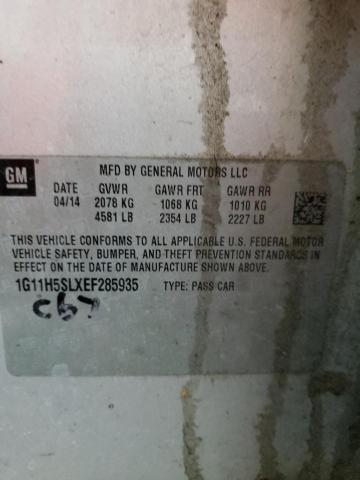 GM
MFD BY GENERAL MOTORS LLC
DATE GVWR GAWR FRT GAWR RR
04/14 2078 KG 1068 KG 1010 KG
4581 LB 2354 LB 2227 LB
THIS VEHICLE CONFORMS TO ALL APPLICABLE U.S. FEDERAL MOTOR
VEHICLE SAFETY, BUMPER, AND THEFT PREVENTION STANDARDS
IN EFFECT ON THE DATE OF MANUFACTURE SHOWN ABOVE.
1G11H5SLXEF285935 TYPE: PASS CAR